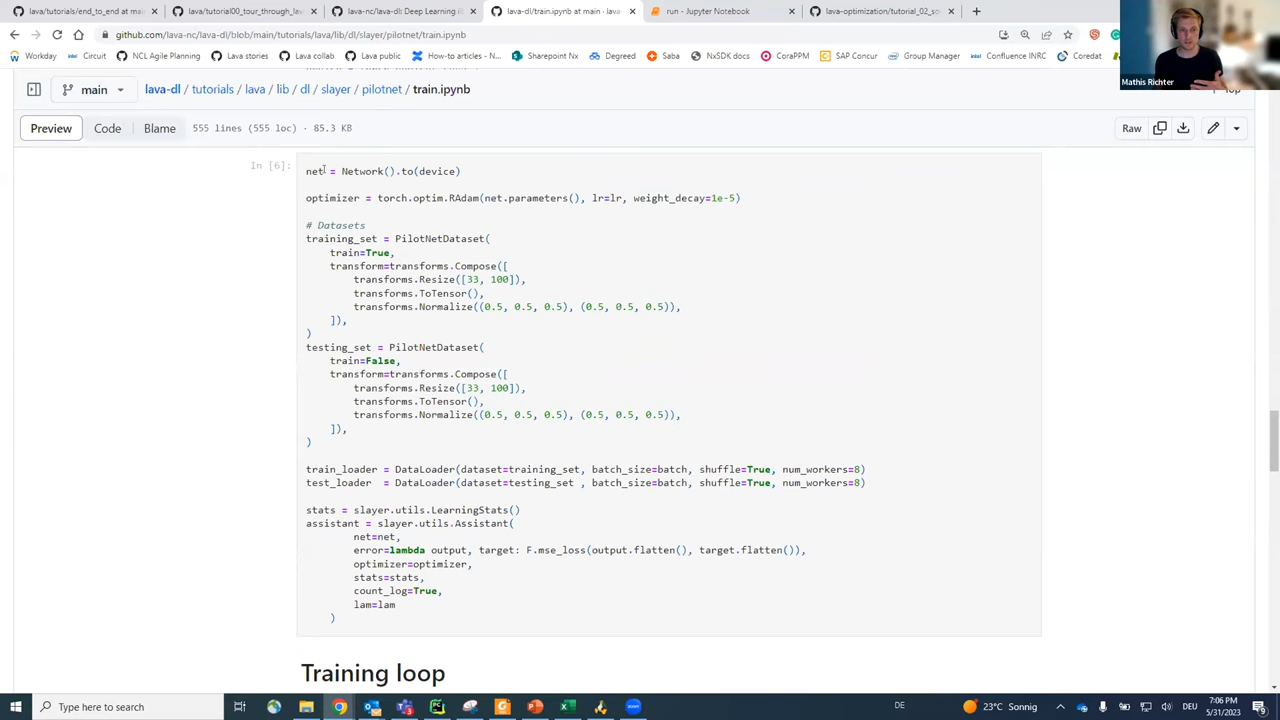 lava/tutorials/end_to_end at mai
lava/tutorial00_tour_through_lav
lava-nc/lava-dl: Deep Learning
lava-dl/train.ipynb at main · lava
run - Jupyter Notebook
lava-optimization/tutorial_02_so
github.com/lava-nc/lava-dl/blob/main/tutorials/lava/lib/dl/slayer/pilotnet/train.ipynb
Workday
Circuit
NCL Agile Planning
Lava stories
Lava collab
lava public
How-to articles - No...
Sharepoint Nx
Degreed
Saba
NxSDK docs
CoraPPM
SAP Concur
Group Manager
Intel Confluence INRC
Coredat
Mathis Richter
main
lava-dl / tutorials / lava / lib / dl / slayer / pilotnet / train.ipynb
Top
Preview
Code
Blame
555 lines (555 loc) · 85.3 KB
Raw
In [6]:
net = Network().to(device)
optimizer = torch.optim.RAdam(net.parameters(), lr=lr, weight_decay=1e-5)
# Datasets
training_set = PilotNetDataset(
train=True,
transform=transforms.Compose([
transforms.Resize([33, 100]),
transforms.ToTensor(),
transforms.Normalize((0.5, 0.5, 0.5), (0.5, 0.5, 0.5)),
]),
)
testing_set = PilotNetDataset(
train=False,
transform=transforms.Compose([
transforms.Resize([33, 100]),
transforms.ToTensor(),
transforms.Normalize((0.5, 0.5, 0.5), (0.5, 0.5, 0.5)),
]),
)
train_loader = DataLoader(dataset=training_set, batch_size=batch, shuffle=True, num_workers=8)
test_loader  = DataLoader(dataset=testing_set , batch_size=batch, shuffle=True, num_workers=8)
stats = slayer.utils.LearningStats()
assistant = slayer.utils.Assistant(
net=net,
error=lambda output, target: F.mse_loss(output.flatten(), target.flatten()),
optimizer=optimizer,
stats=stats,
count_log=True,
lam=lam
)
Training loop
Type here to search
DE
23°C Sonnig
DEU
7:06 PM
5/31/2023